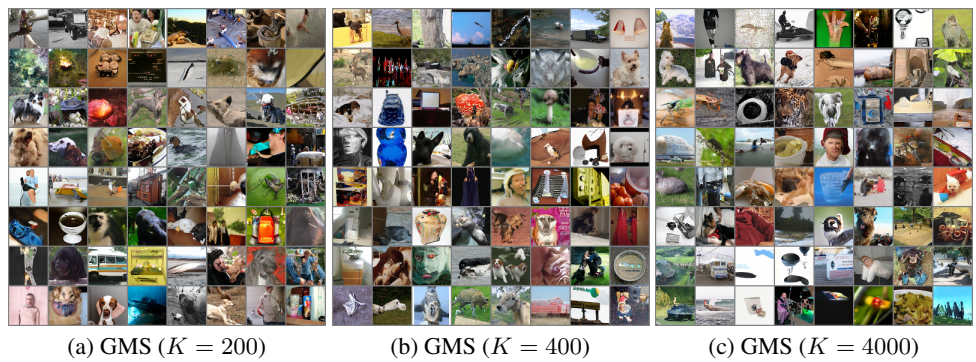 (a) GMS (K = 200)
(b) GMS (K = 400)
(c) GMS (K = 4000)